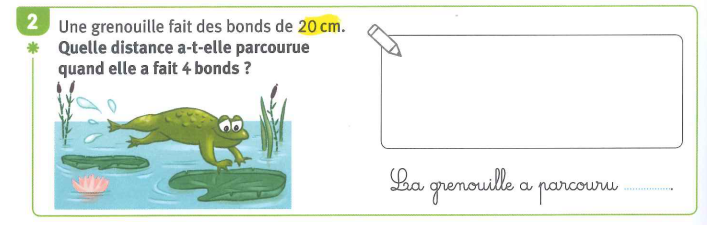 2
Une grenouille fait des bonds de 20 cm.
Quelle distance a-t-elle parcourue
quand elle a fait 4 bonds ?
La grenouille a parcouru ............ .